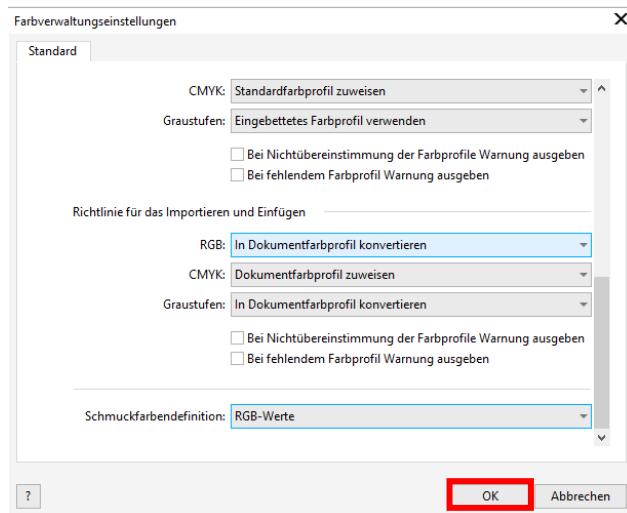 Farbverwaltungseinstellungen
Standard
CMYK: Standardfarbprofil zuweisen
Graustufen: Eingebettetes Farbprofil verwenden
Bei Nichtübereinstimmung der Farbprofile Warnung ausgeben
Bei fehlendem Farbprofil Warnung ausgeben
Richtlinie für das Importieren und Einfügen
RGB: In Dokumentfarbprofil konvertieren
CMYK: Dokumentfarbprofil zuweisen
Graustufen: In Dokumentfarbprofil konvertieren
Bei Nichtübereinstimmung der Farbprofile Warnung ausgeben
Bei fehlendem Farbprofil Warnung ausgeben
Schmuckfarbendefinition: RGB-Werte
? OK Abbrechen